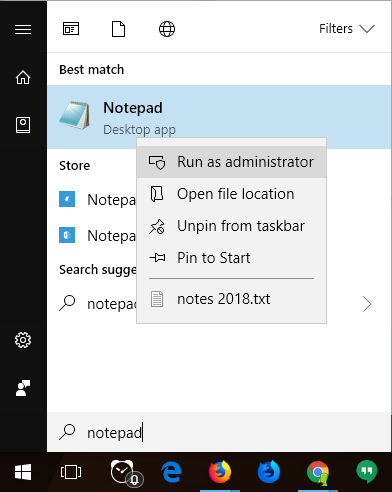 Filters
Best match
Notepad
Desktop app
Run as administrator
Store
Open file location
Notepa
Unpin from taskbar
Notepa
Pin to Start
Search sugge
notepad
notes 2018.txt
notepad
0